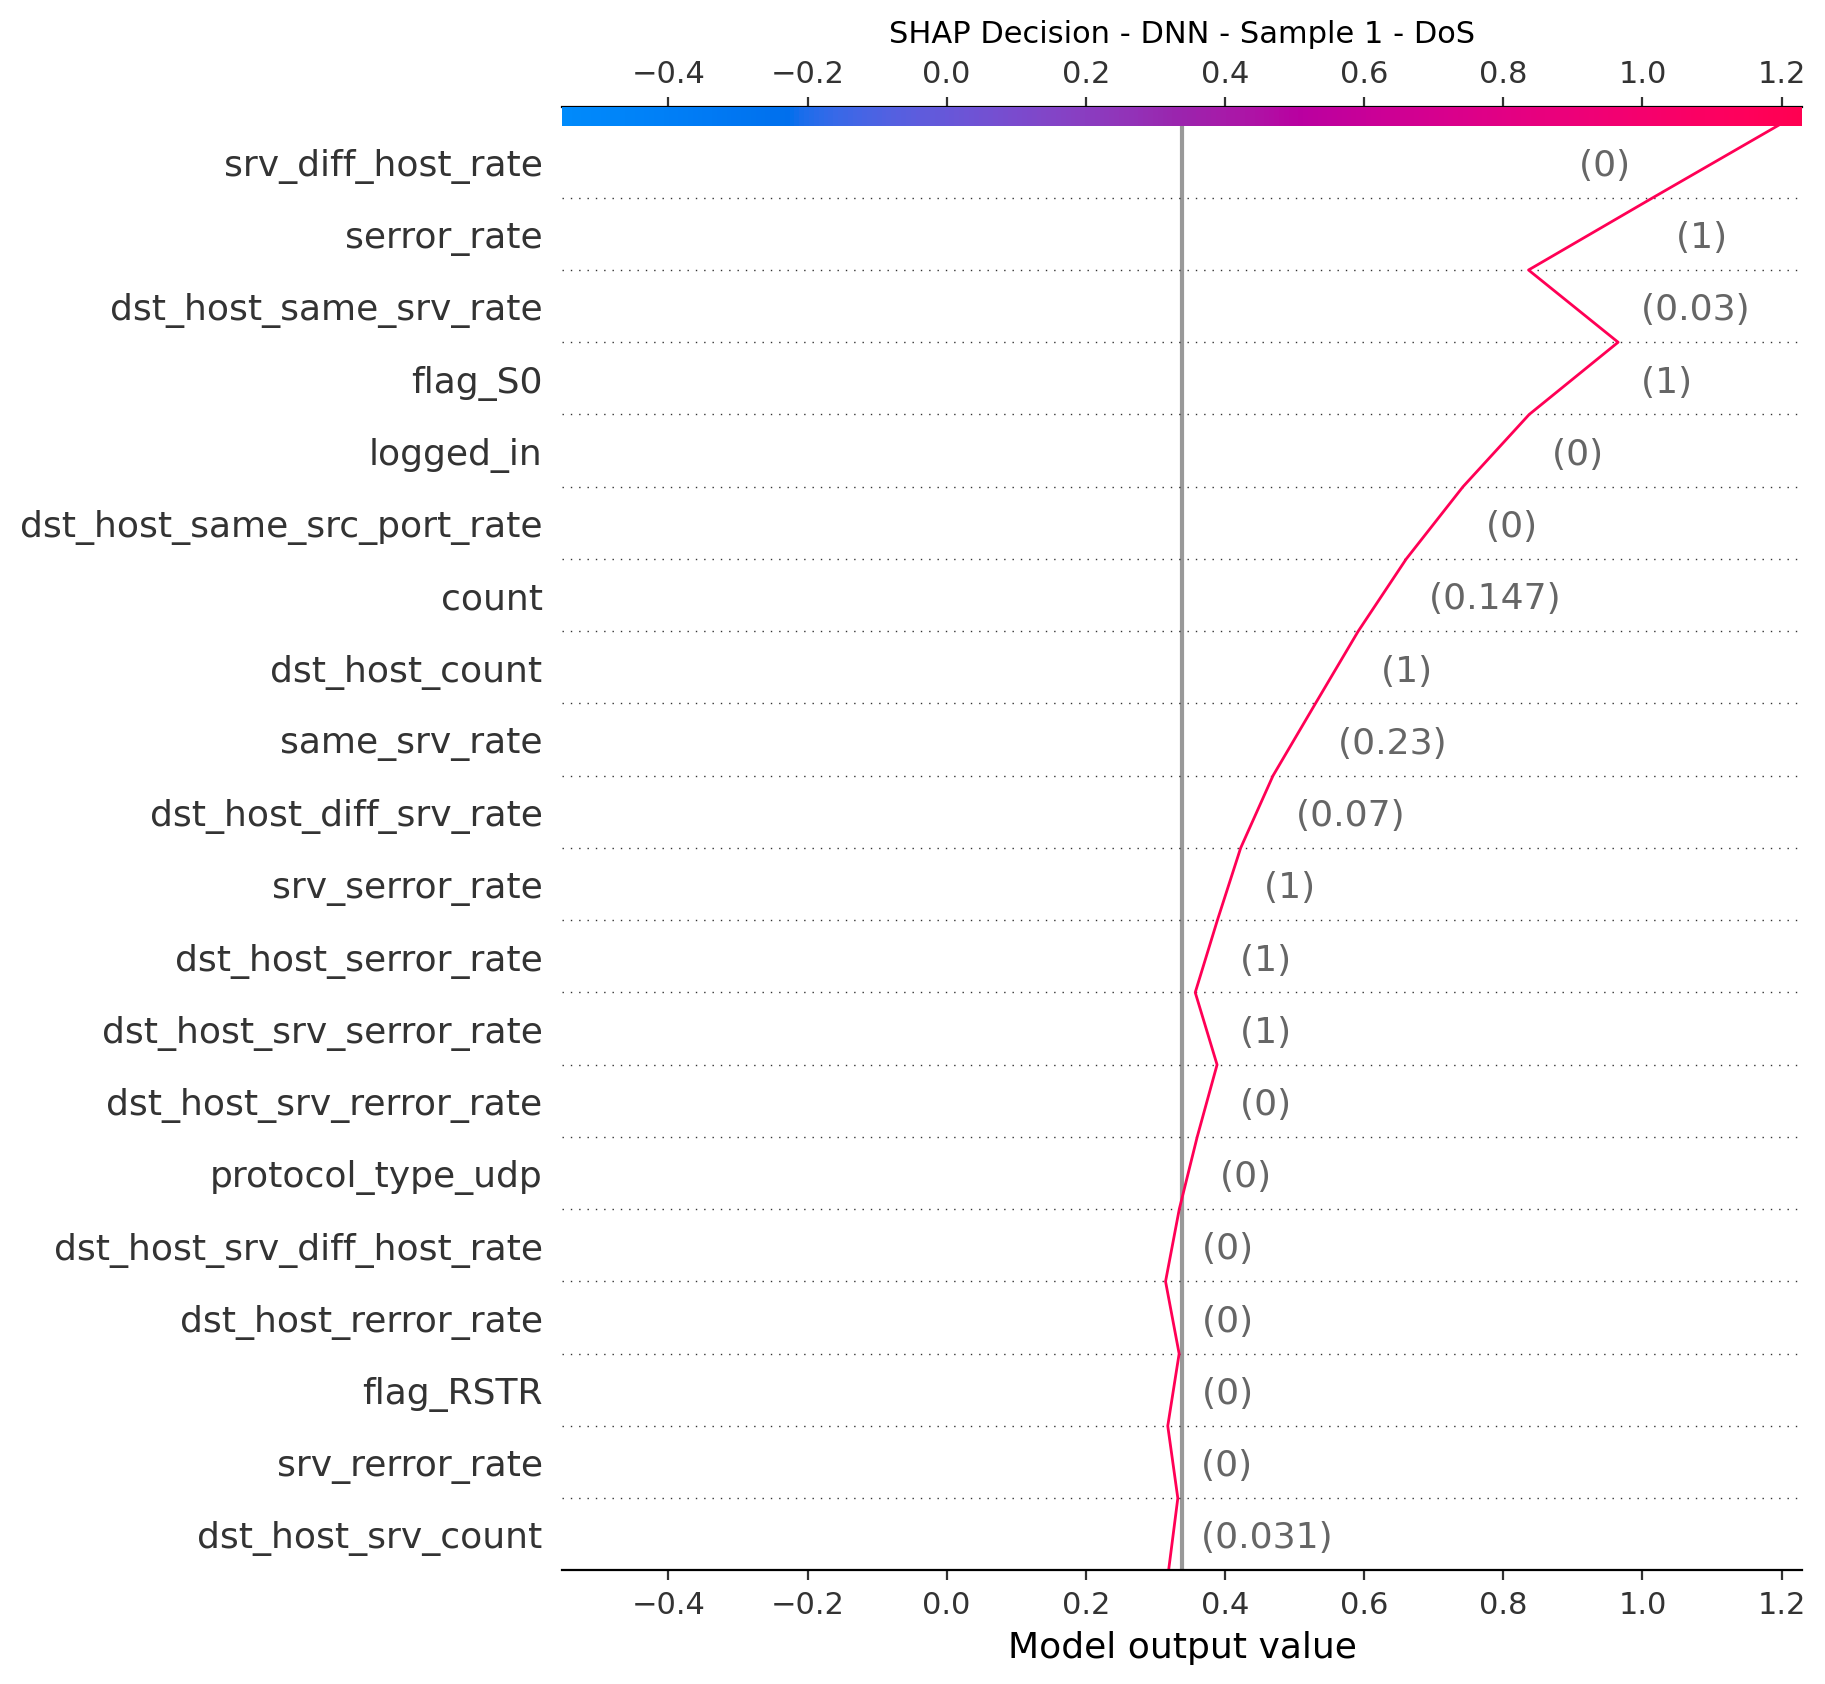 SHAP Decision - DNN - Sample 1 - DoS
−0.4 −0.2 0.0 0.2 0.4 0.6 0.8 1.0 1.2
srv_diff_host_rate (0)
serror_rate (1)
dst_host_same_srv_rate (0.03)
flag_S0 (1)
logged_in (0)
dst_host_same_src_port_rate (0)
count (0.147)
dst_host_count (1)
same_srv_rate (0.23)
dst_host_diff_srv_rate (0.07)
srv_serror_rate (1)
dst_host_serror_rate (1)
dst_host_srv_serror_rate (1)
dst_host_srv_rerror_rate (0)
protocol_type_udp (0)
dst_host_srv_diff_host_rate (0)
dst_host_rerror_rate (0)
flag_RSTR (0)
srv_rerror_rate (0)
dst_host_srv_count (0.031)
−0.4 −0.2 0.0 0.2 0.4 0.6 0.8 1.0 1.2
Model output value